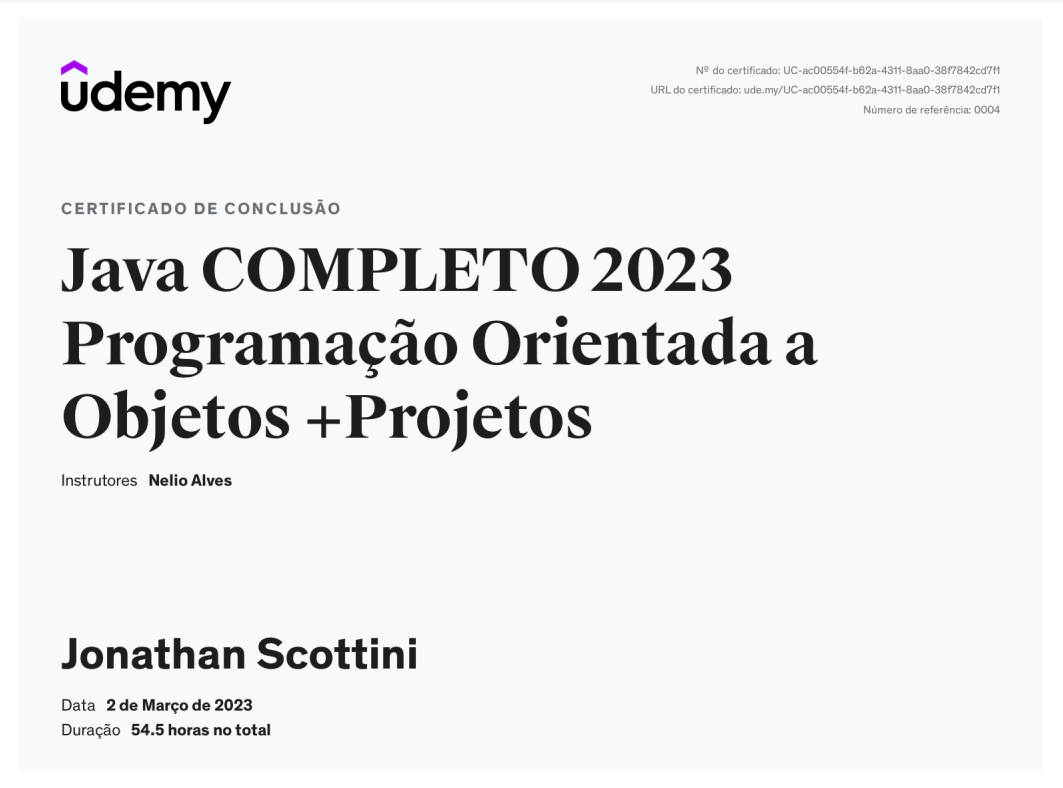 udemy
Nº do certificado: UC-ac00554f-b62a-4311-8aa0-38f7842cd7f1
URL do certificado: ude.my/UC-ac00554f-b62a-4311-8aa0-38f7842cd7f1
Número de referência: 0004
CERTIFICADO DE CONCLUSÃO
Java COMPLETO 2023
Programação Orientada a
Objetos +Projetos
Instrutores Nelio Alves
Jonathan Scottini
Data 2 de Março de 2023
Duração 54.5 horas no total